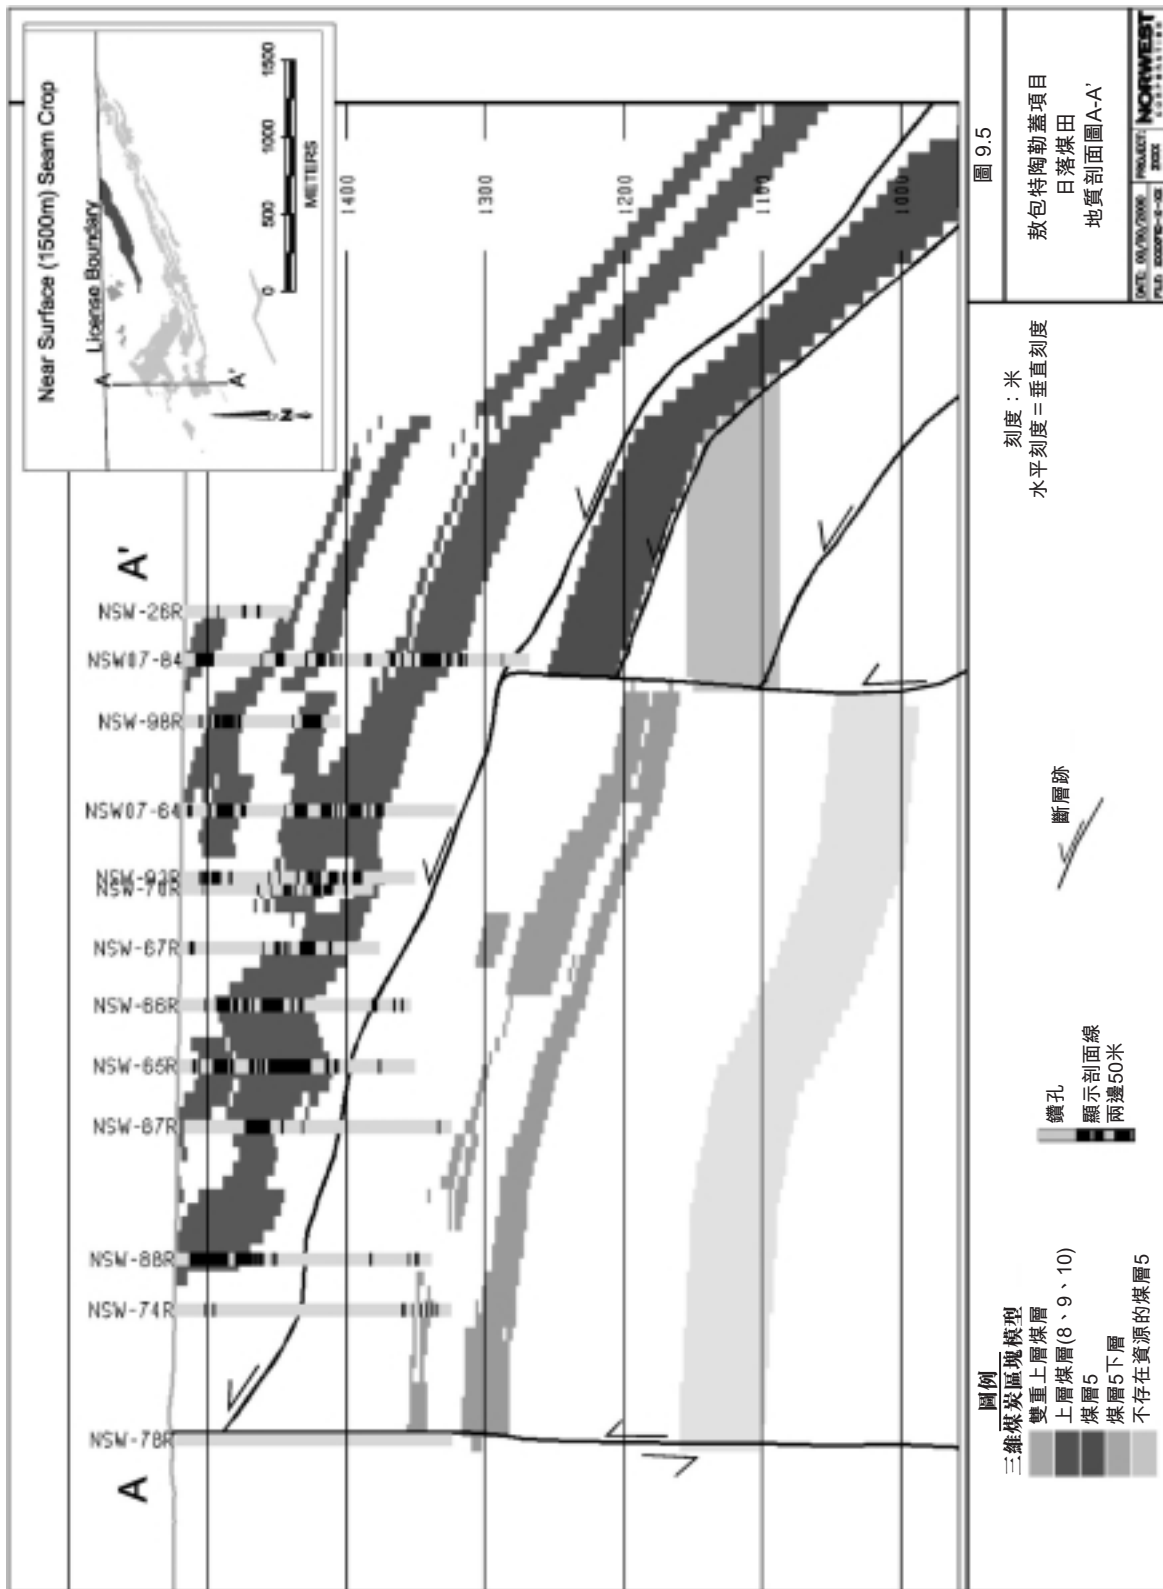 Near Surface (1500m) Seam Crop
License Boundary
A
A'
N
0
500
1000
1500
METERS
A
A'
NSW-78R
NSW-74R
NSW-88R
NSW-67R
NSW-65R
NSW-66R
NSW-67R
NSW-70R
NSW-93R
NSW07-64
NSW-98R
NSW07-84
NSW-26R
1400
1300
1200
1100
1000
圖例
三維煤炭區塊模型
雙重上層煤層
上層煤層(8、9、10)
煤層5
煤層5下層
不存在資源的煤層5
鑽孔
顯示剖面線
兩邊50米
斷層跡
刻度：米
水平刻度＝垂直刻度
圖 9.5
敖包特陶勒蓋項目
日落煤田
地質剖面圖A-A'
DATE:
PROJECT:
FILE:
NORWEST
CORPORATION